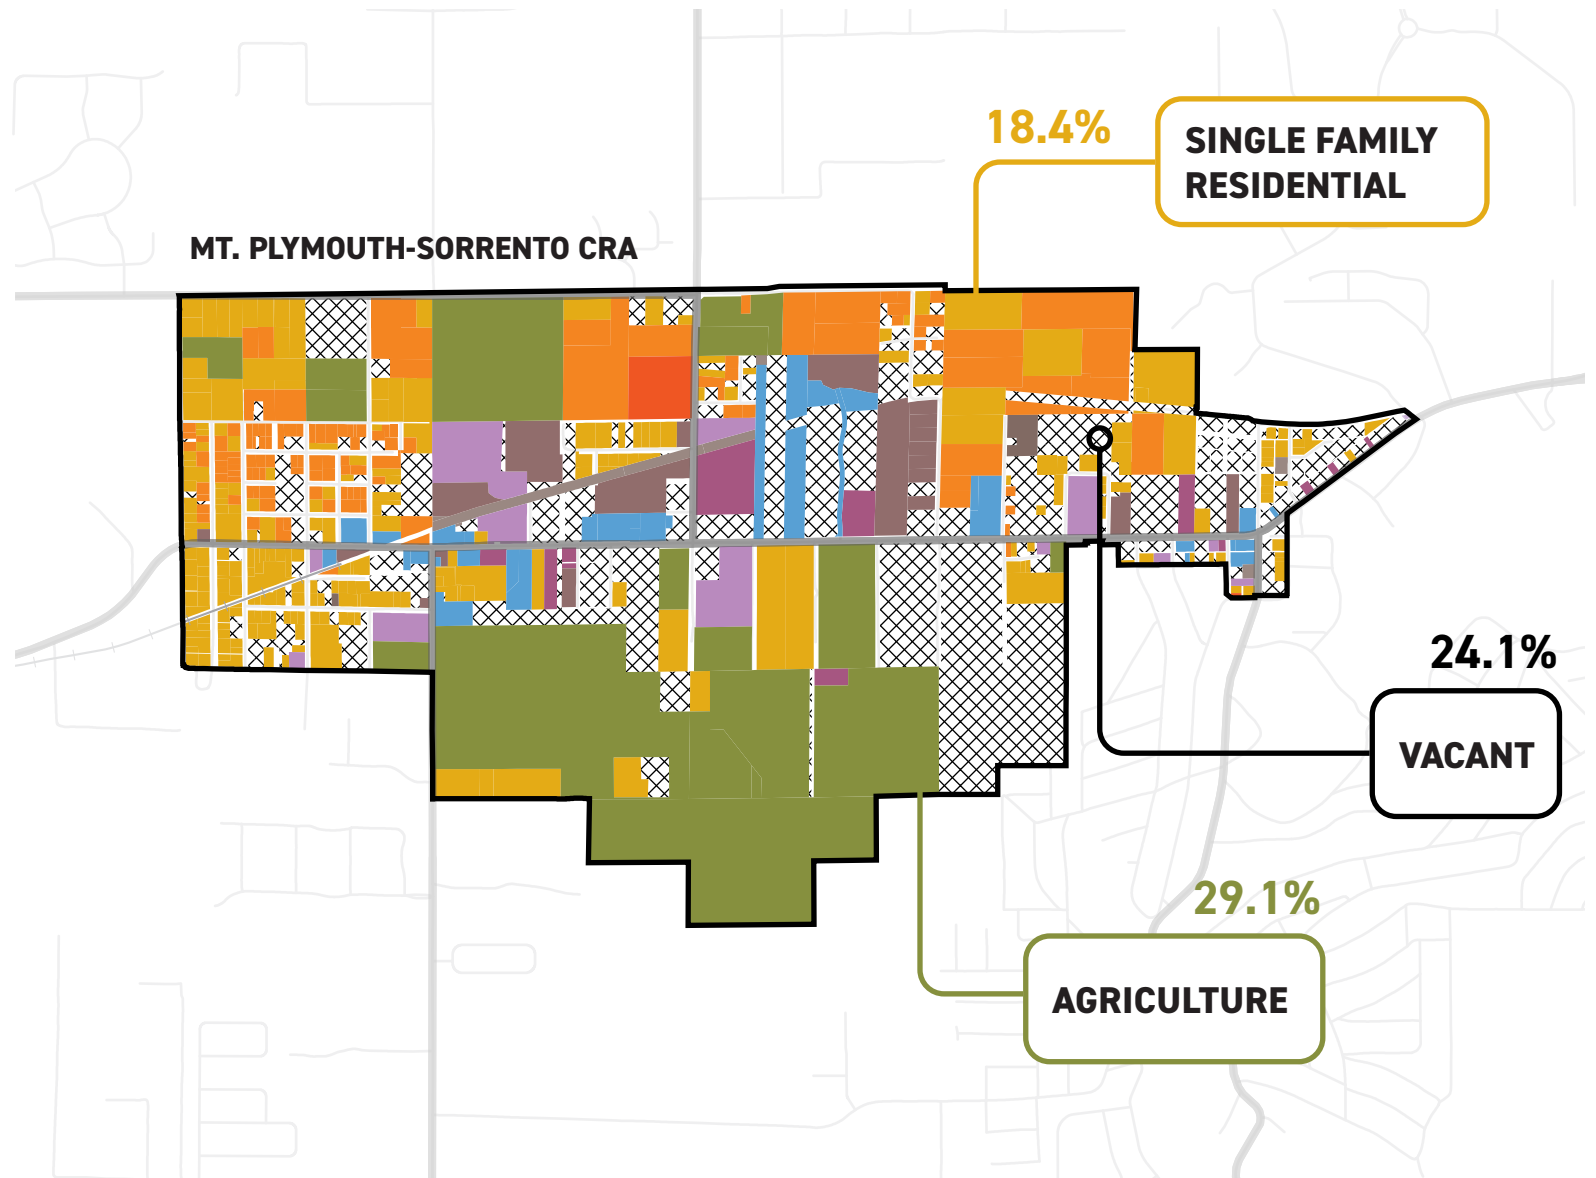 18.4%
SINGLE FAMILY
RESIDENTIAL
MT. PLYMOUTH-SORRENTO CRA
24.1%
VACANT
29.1%
AGRICULTURE